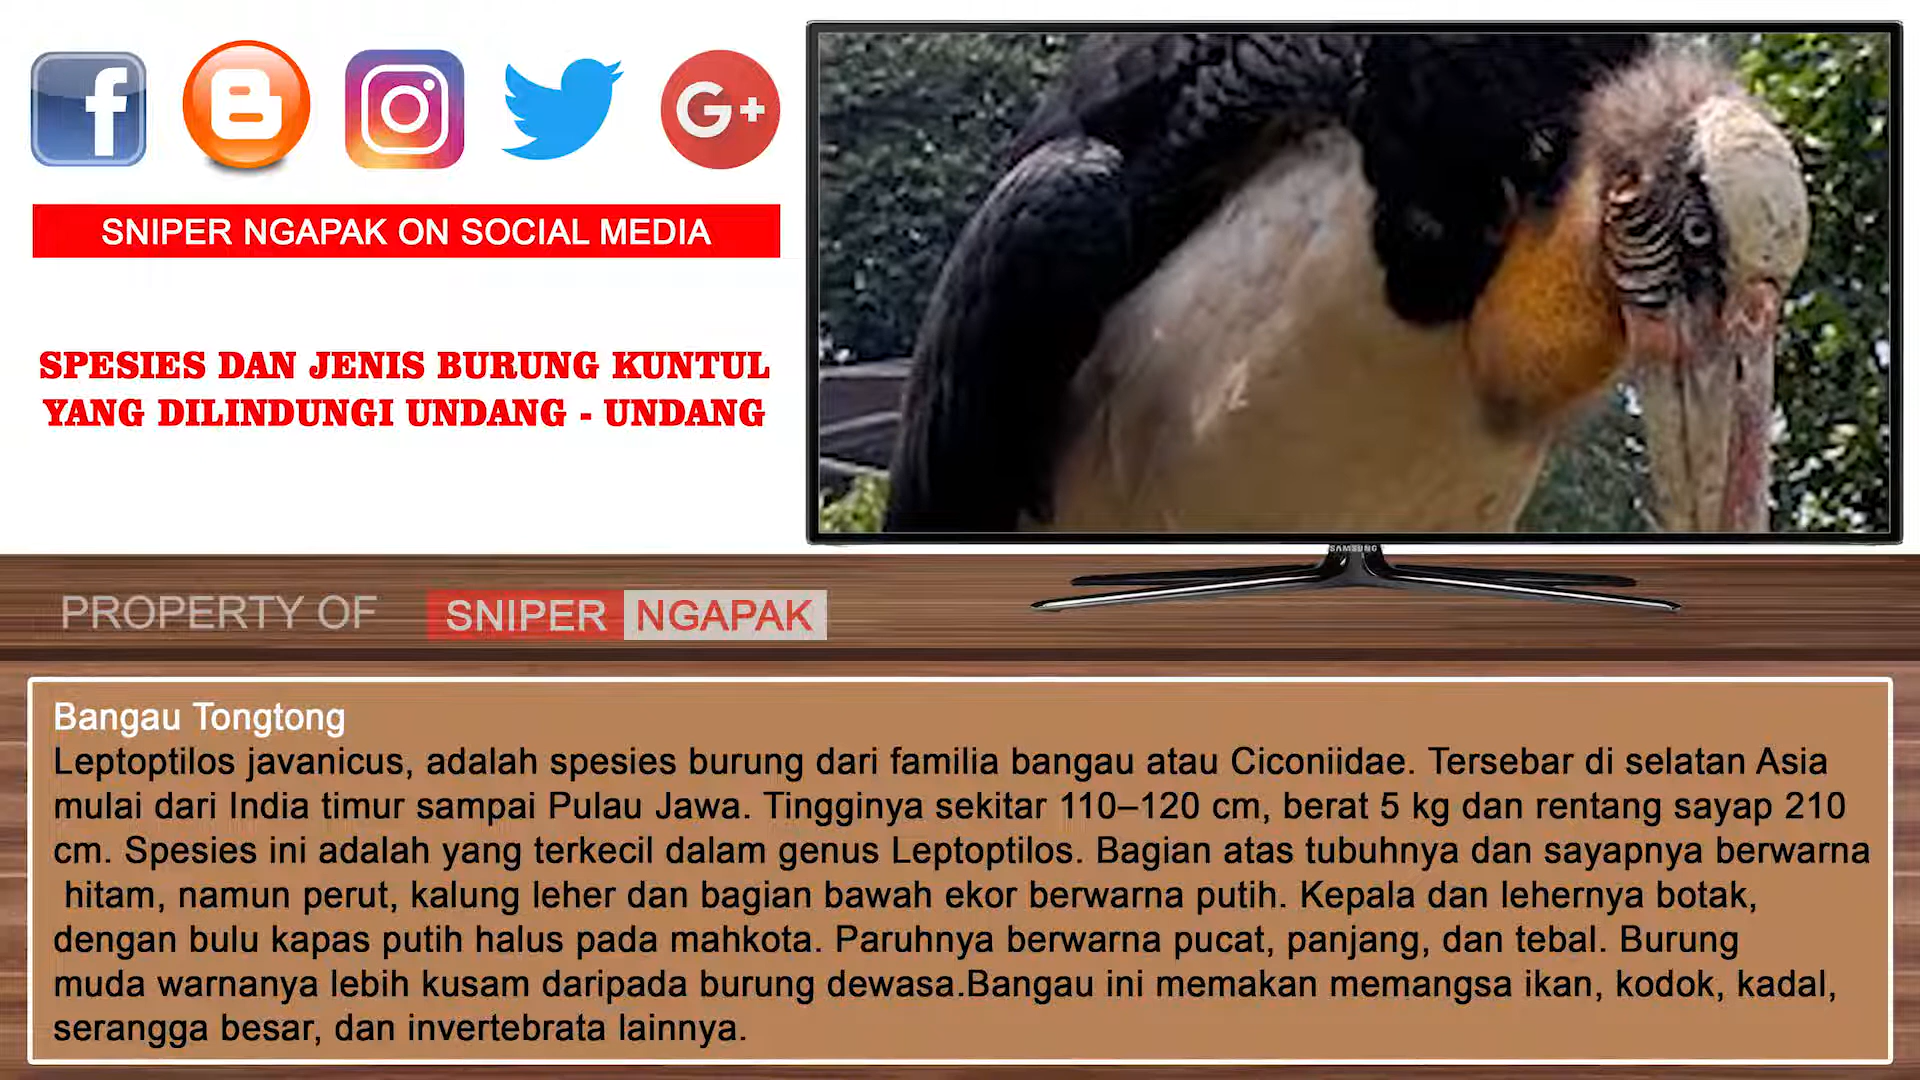 f
B
G+
SNIPER NGAPAK ON SOCIAL MEDIA
SPESIES DAN JENIS BURUNG KUNTUL
YANG DILINDUNGI UNDANG - UNDANG
SAMSUNG
PROPERTY OF SNIPER NGAPAK
Bangau Tongtong
Leptoptilos javanicus, adalah spesies burung dari familia bangau atau Ciconiidae. Tersebar di selatan Asia
mulai dari India timur sampai Pulau Jawa. Tingginya sekitar 110–120 cm, berat 5 kg dan rentang sayap 210
cm. Spesies ini adalah yang terkecil dalam genus Leptoptilos. Bagian atas tubuhnya dan sayapnya berwarna
hitam, namun perut, kalung leher dan bagian bawah ekor berwarna putih. Kepala dan lehernya botak,
dengan bulu kapas putih halus pada mahkota. Paruhnya berwarna pucat, panjang, dan tebal. Burung
muda warnanya lebih kusam daripada burung dewasa.Bangau ini memakan memangsa ikan, kodok, kadal,
serangga besar, dan invertebrata lainnya.